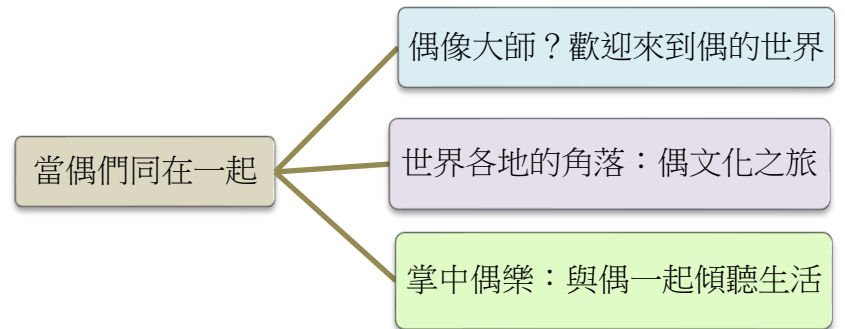 當偶們同在一起
偶像大師？歡迎來到偶的世界
世界各地的角落：偶文化之旅
掌中偶樂：與偶一起傾聽生活